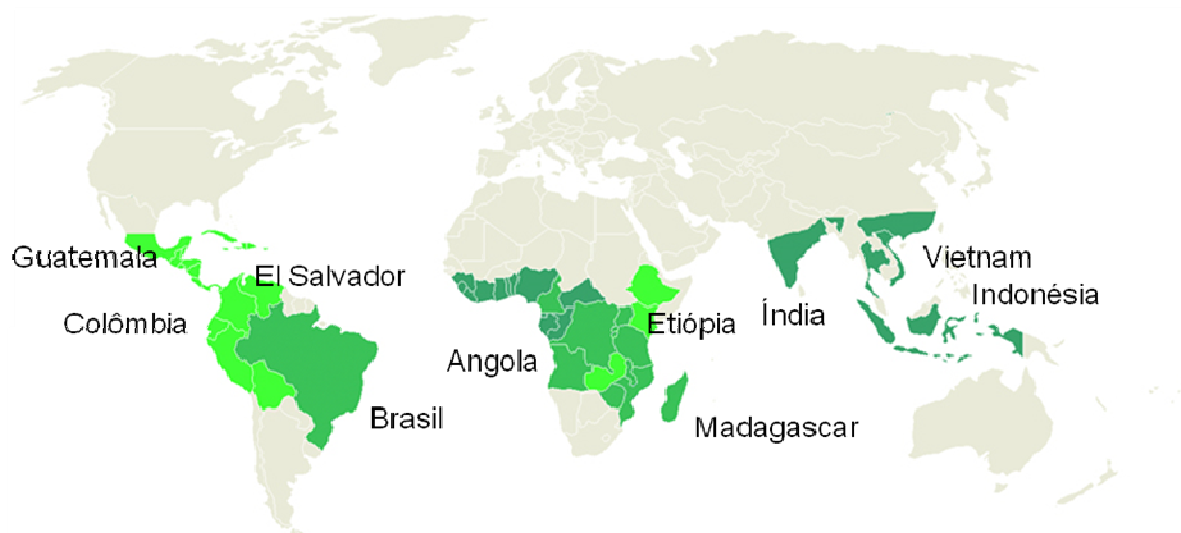 Guatemala
El Salvador
Colômbia
Brasil
Angola
Etiópia
Madagascar
Índia
Vietnam
Indonésia